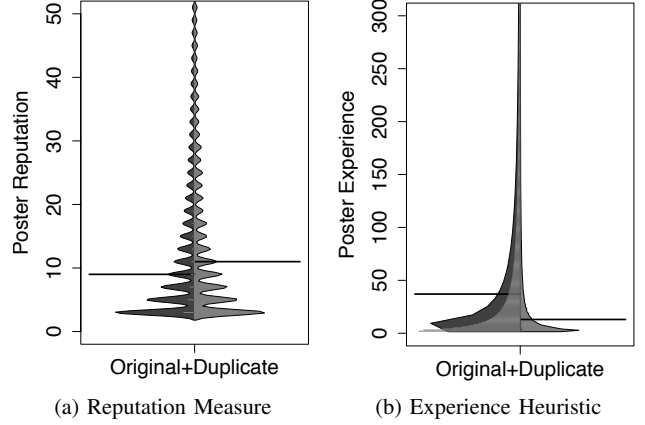 Poster Reputation
0
10
20
30
40
50
Original+Duplicate
(a) Reputation Measure
Poster Experience
0
50
100
150
200
250
300
Original+Duplicate
(b) Experience Heuristic